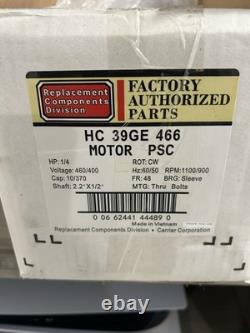 Replacement
Components
Division
FACTORY
AUTHORIZED
PARTS
HC 39GE 466
MOTOR PSC
HP: 1/4 ROT: CW
Voltage: 460/400 Hz:60/50 RPM:1100/900
Cap: 10/370 FR: 48 BRG: Sleeve
Shaft: 2.2"X1/2" MTG: Thru Bolts
0 06 62441 44489 0
Made in Vietnam
Replacement Components Division - Carrier Corporation